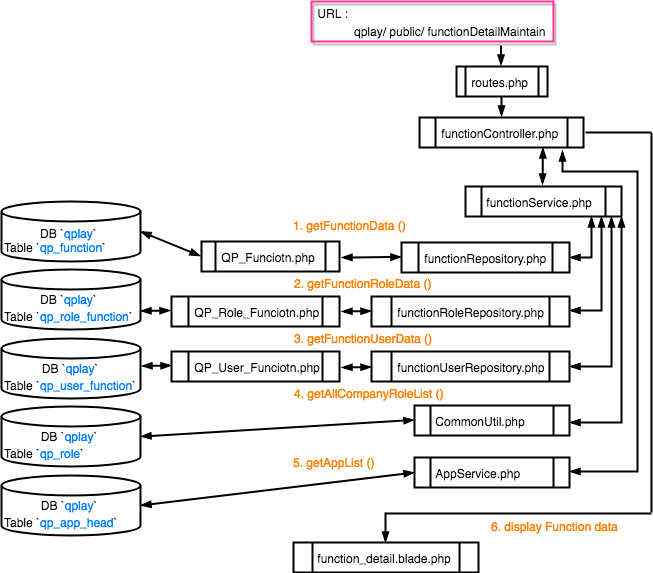 URL :
qplay/ public/ functionDetailMaintain
routes.php
functionController.php
functionService.php
1. getFunctionData ()
DB `qplay`
Table `qp_function`
QP_Funciotn.php
functionRepository.php
2. getFunctionRoleData ()
DB `qplay`
Table `qp_role_function`
QP_Role_Funciotn.php
functionRoleRepository.php
3. getFunctionUserData ()
DB `qplay`
Table `qp_user_function`
QP_User_Funciotn.php
functionUserRepository.php
4. getAllCompanyRoleList ()
CommonUtil.php
DB `qplay`
Table `qp_role`
5. getAppList ()
AppService.php
DB `qplay`
Table `qp_app_head`
6. display Function data
function_detail.blade.php